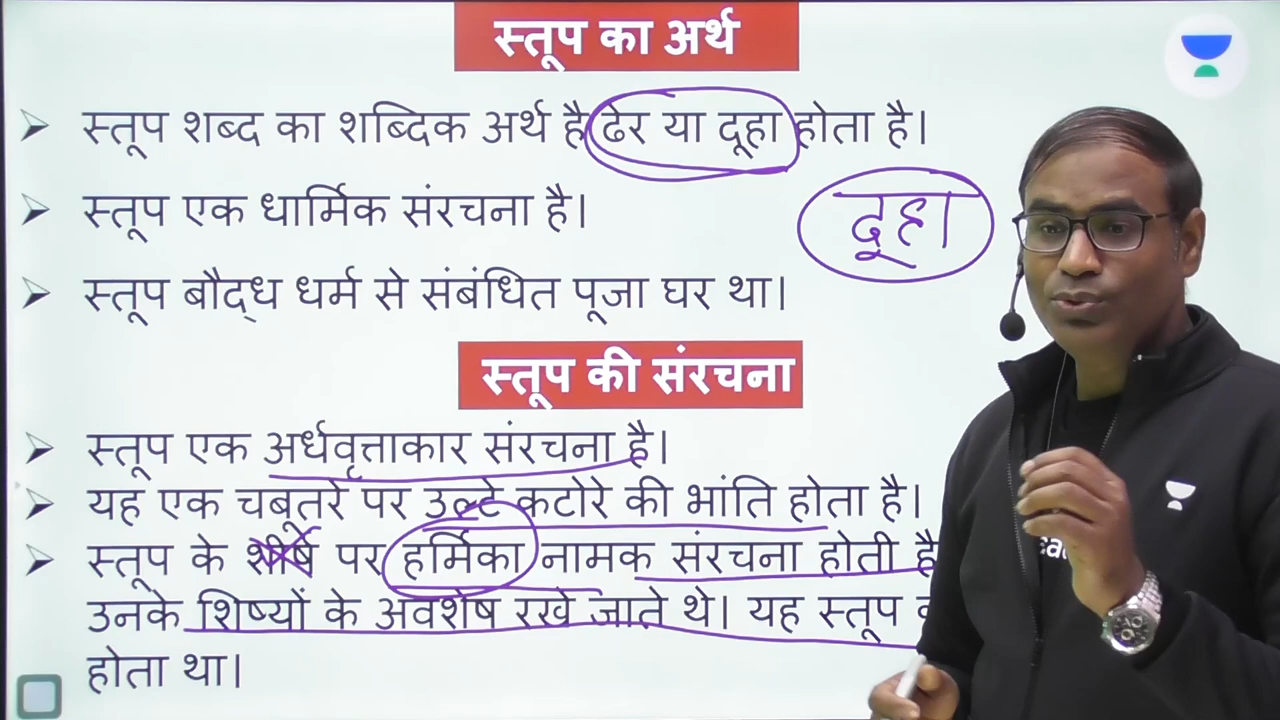 स्तूप का अर्थ
स्तूप शब्द का शब्दिक अर्थ है ढेर या दूहा होता है।
स्तूप एक धार्मिक संरचना है।
दूहा
स्तूप बौद्ध धर्म से संबंधित पूजा घर था।
स्तूप की संरचना
स्तूप एक अर्धवृत्ताकार संरचना है।
यह एक चबूतरे पर उल्टे कटोरे की भांति होता है।
स्तूप के शीर्ष पर हर्मिका नामक संरचना होती है
उनके शिष्यों के अवशेष रखे जाते थे। यह स्तूप
होता था।